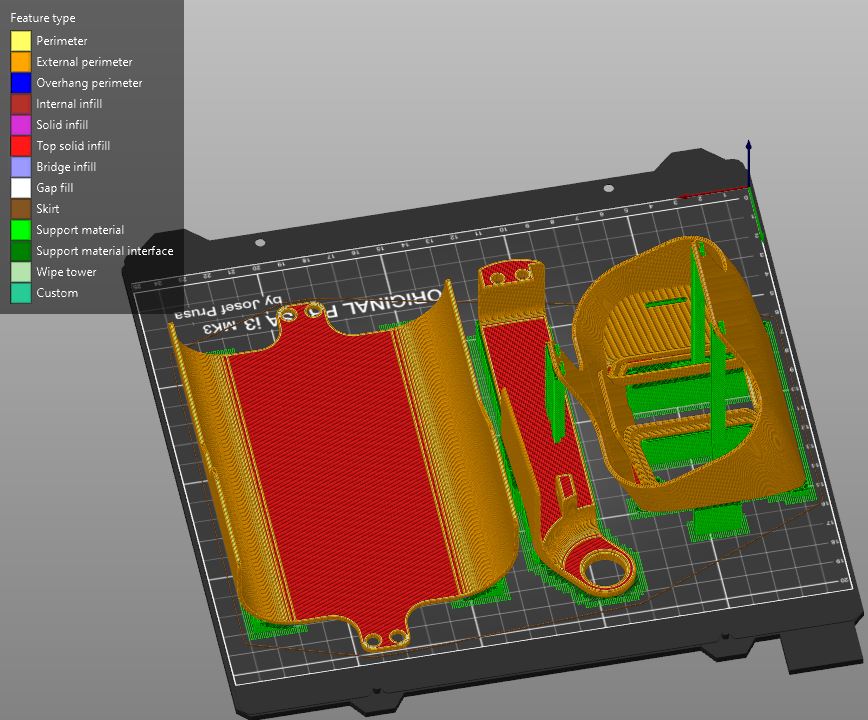 Feature type
Perimeter
External perimeter
Overhang perimeter
Internal infill
Solid infill
Top solid infill
Bridge infill
Gap fill
Skirt
Support material
Support material interface
Wipe tower
Custom
ORIGINAL
i3 MK3
by Josef Prusa